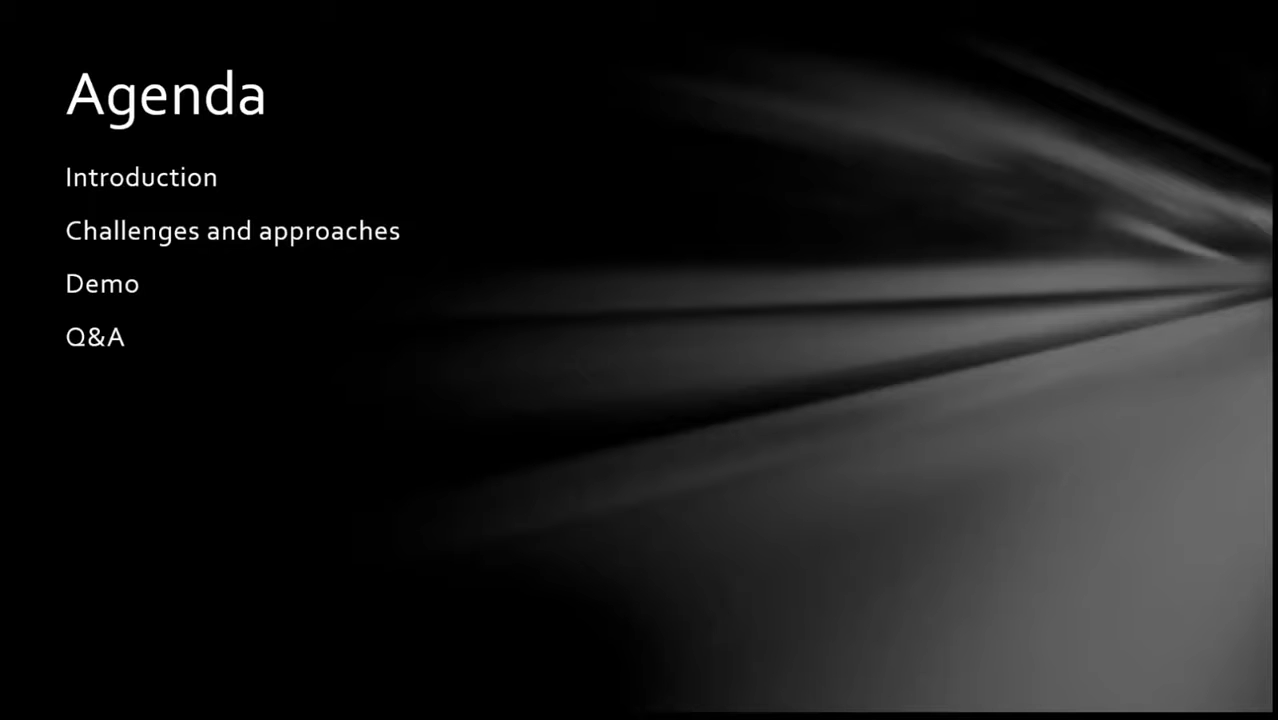 Agenda
Introduction
Challenges and approaches
Demo
Q&A